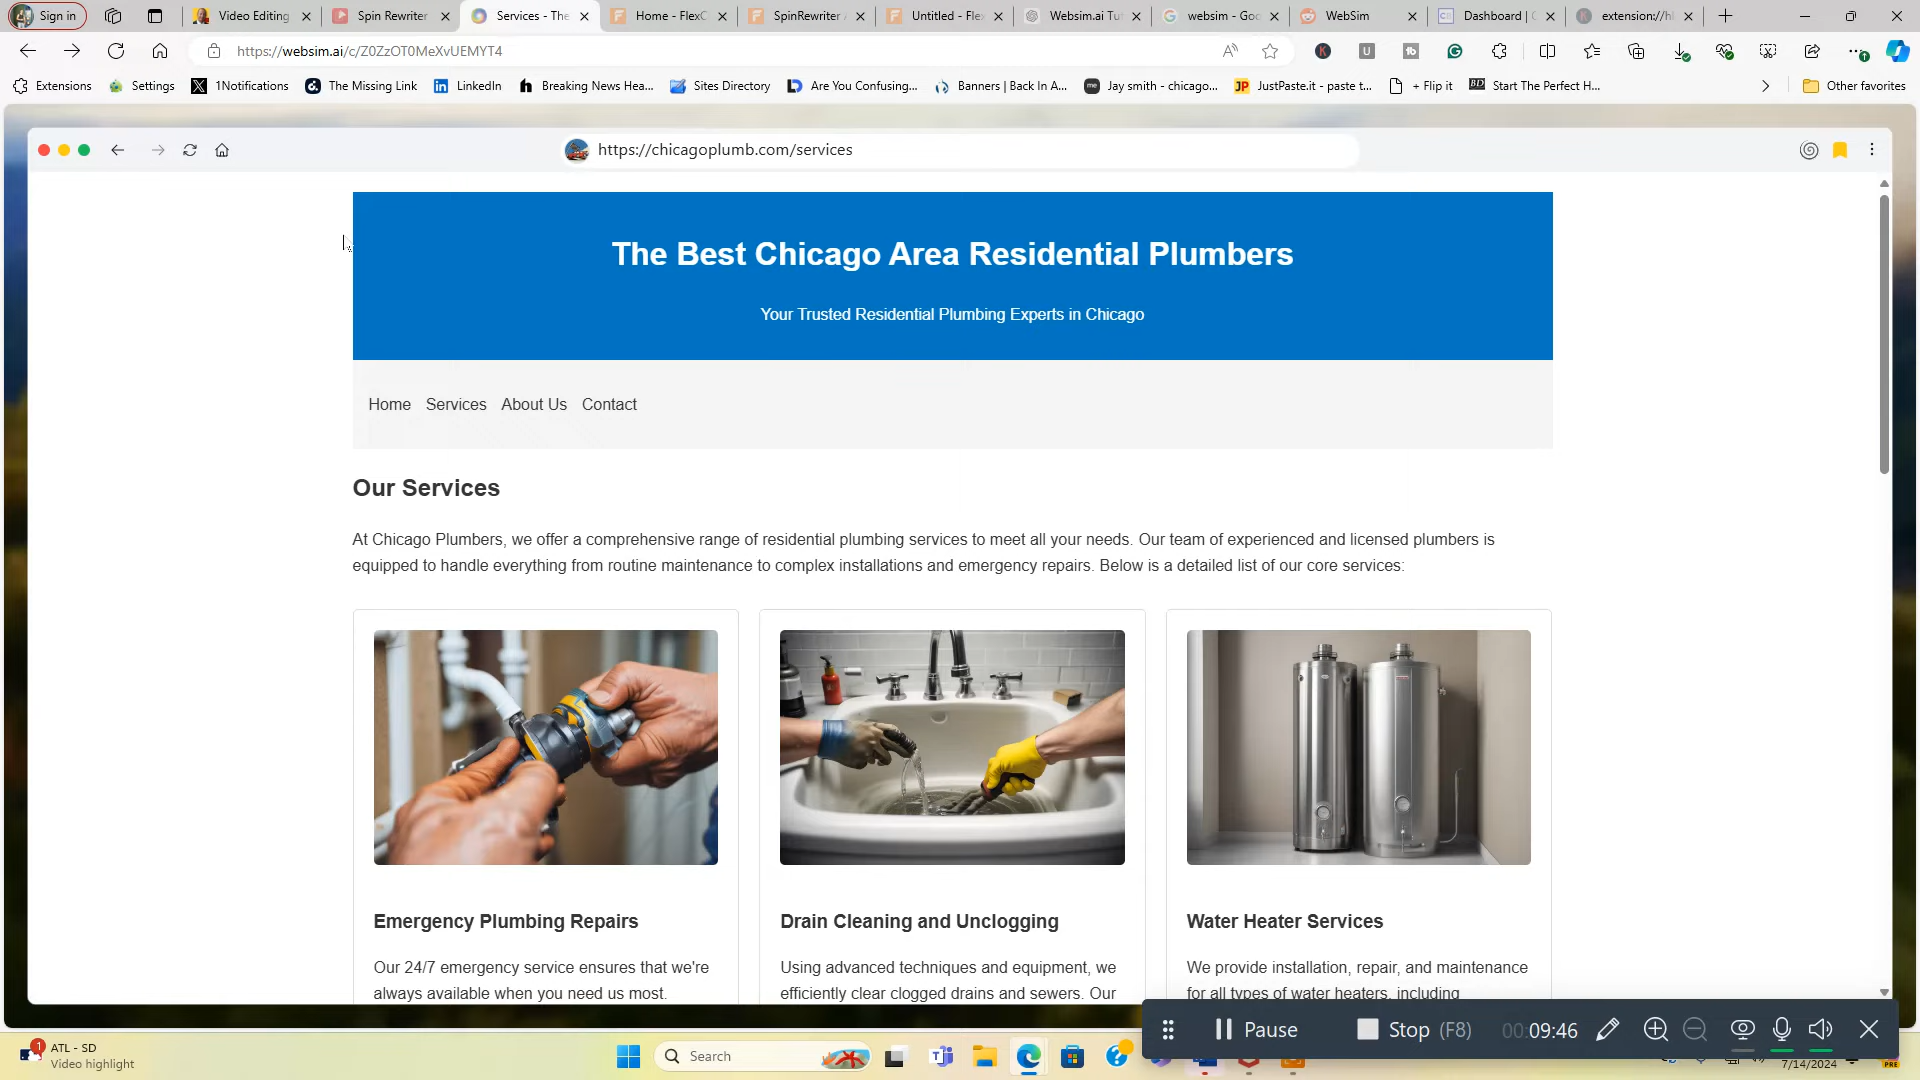 Sign in
Video Editing
Spin Rewriter
Services - The
Home - FlexC
SpinRewriter
Untitled - Flex
Websim.ai Tu
websim - Goo
WebSim
Dashboard | C
extension://h
https://websim.ai/c/Z0ZzOT0MeXvUEMYT4
Extensions
Settings
1Notifications
The Missing Link
LinkedIn
Breaking News Hea...
Sites Directory
Are You Confusing...
Banners | Back In A...
Jay smith - chicago...
JustPaste.it - paste t...
+ Flip it
Start The Perfect H...
Other favorites
https://chicagoplumb.com/services
The Best Chicago Area Residential Plumbers
Your Trusted Residential Plumbing Experts in Chicago
Home Services About Us Contact
Our Services
At Chicago Plumbers, we offer a comprehensive range of residential plumbing services to meet all your needs. Our team of experienced and licensed plumbers is
equipped to handle everything from routine maintenance to complex installations and emergency repairs. Below is a detailed list of our core services:
Emergency Plumbing Repairs
Our 24/7 emergency service ensures that we're
always available when you need us most.
Drain Cleaning and Unclogging
Using advanced techniques and equipment, we
efficiently clear clogged drains and sewers. Our
Water Heater Services
We provide installation, repair, and maintenance
for all types of water heaters, including
Pause
Stop (F8)
00:09:46
1
ATL - SD
Video highlight
Search
7/14/2024
PRE